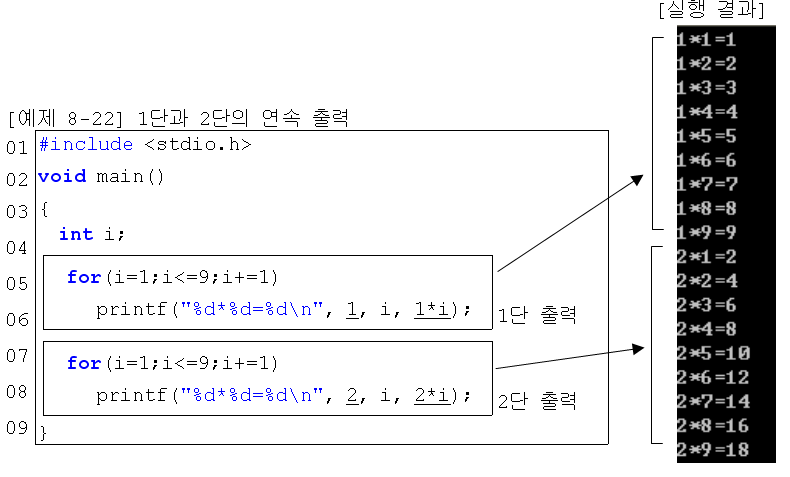 [예제 8-22] 1단과 2단의 연속 출력
01 #include <stdio.h>
02 void main()
03 {
04 int i;
05 for(i=1;i<=9;i+=1)
06 printf("%d*%d=%d\n", 1, i, 1*i);
1단 출력
07 for(i=1;i<=9;i+=1)
08 printf("%d*%d=%d\n", 2, i, 2*i);
2단 출력
09 }
[실행 결과]
1*1=1
1*2=2
1*3=3
1*4=4
1*5=5
1*6=6
1*7=7
1*8=8
1*9=9
2*1=2
2*2=4
2*3=6
2*4=8
2*5=10
2*6=12
2*7=14
2*8=16
2*9=18